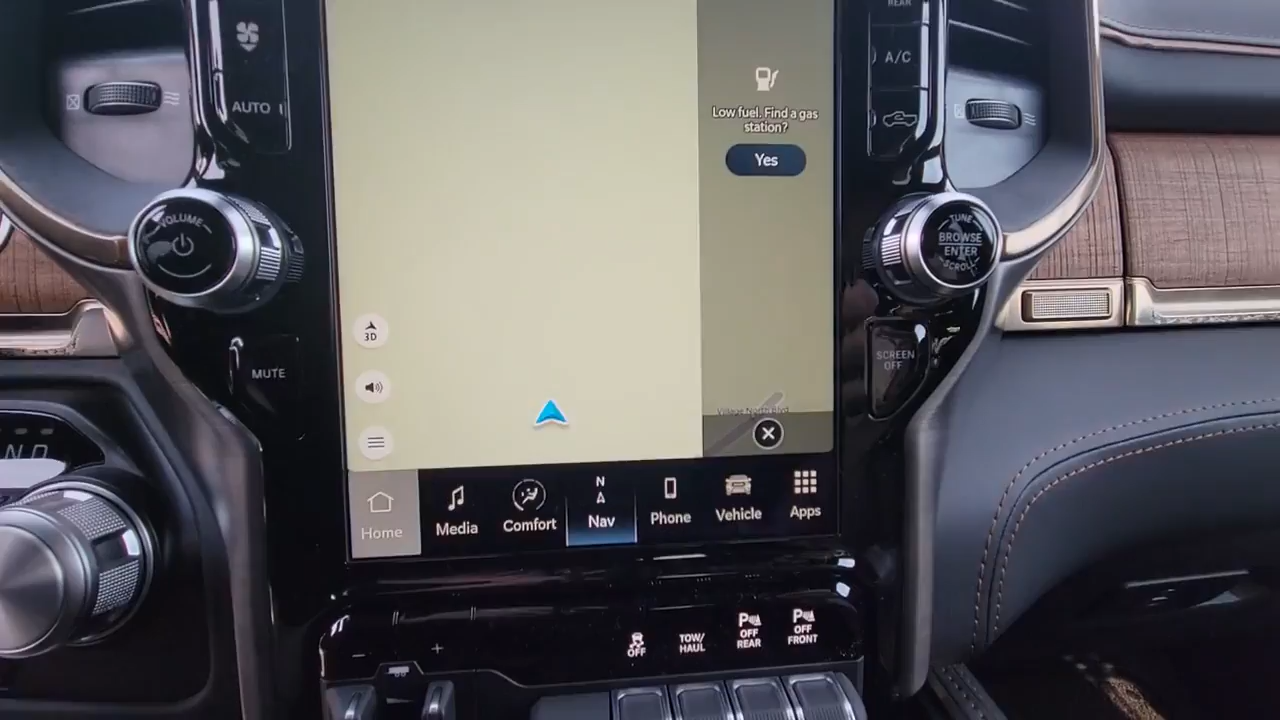 REAR
A/C
AUTO
Low fuel. Find a gas
station?
Yes
VOLUME
TUNE
BROWSE
ENTER
SCROLL
3D
MUTE
SCREEN
OFF
N D
N
Home
Media
Comfort
Nav
Phone
Vehicle
Apps
OFF
TOW/
HAUL
P
OFF
REAR
P
OFF
FRONT
− +